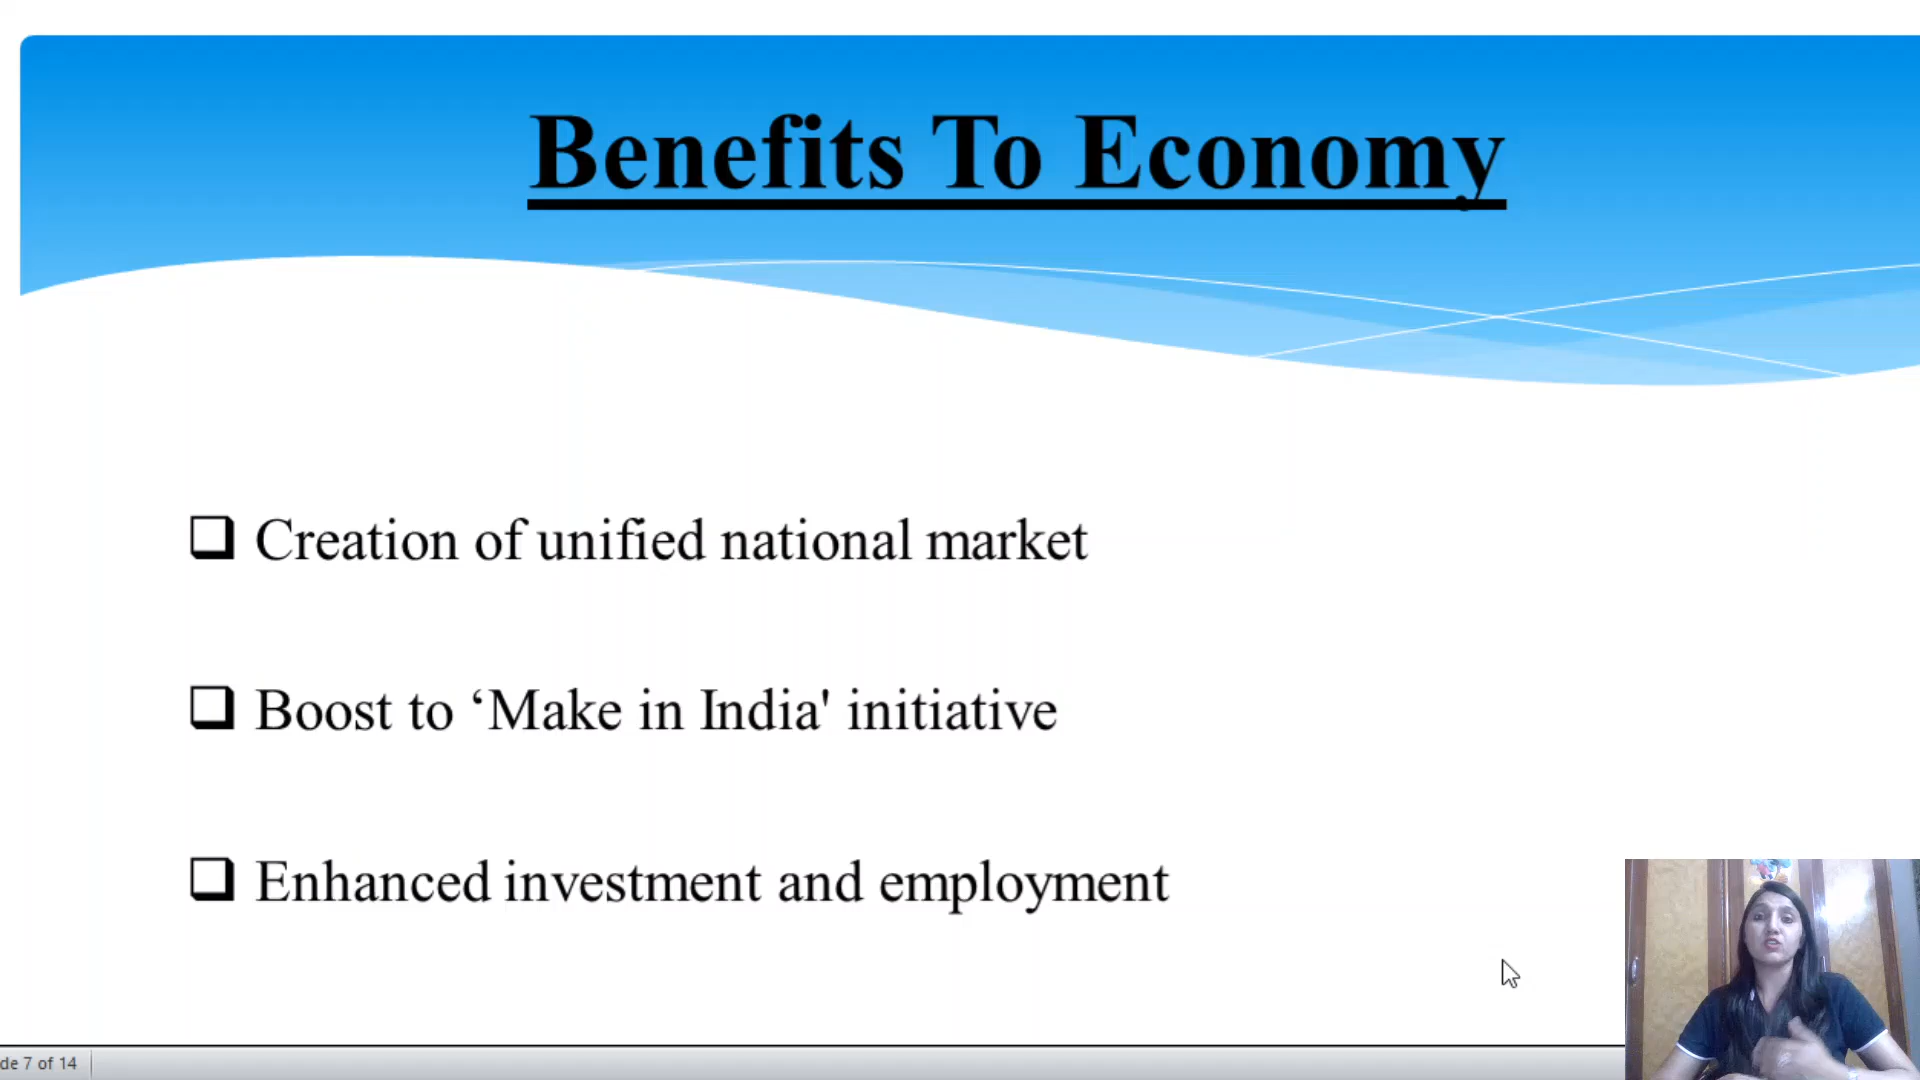 Benefits To Economy
Creation of unified national market
Boost to ‘Make in India' initiative
Enhanced investment and employment
de 7 of 14